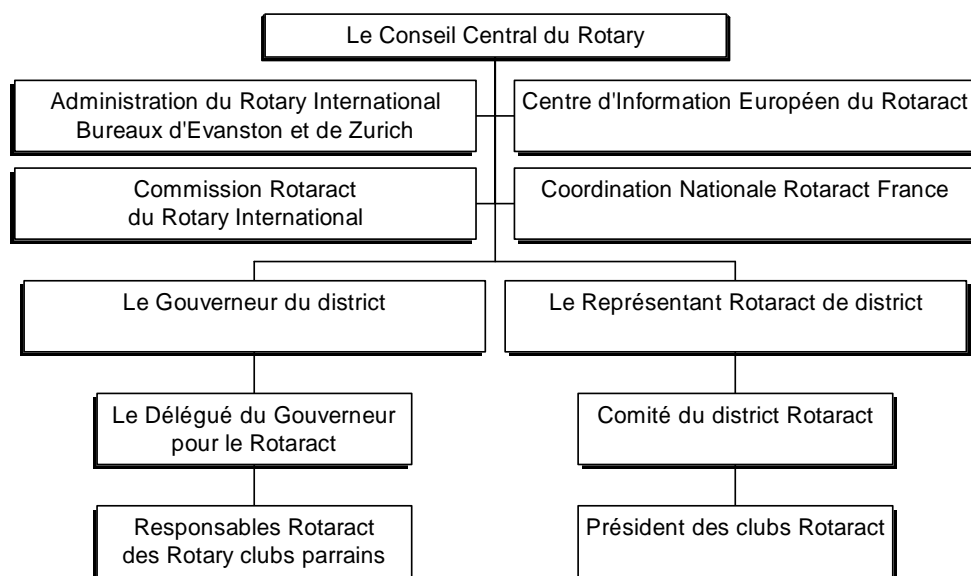 Le Conseil Central du Rotary
Administration du Rotary International
Bureaux d'Evanston et de Zurich
Centre d'Information Européen du Rotaract
Commission Rotaract
du Rotary International
Coordination Nationale Rotaract France
Le Gouverneur du district
Le Représentant Rotaract de district
Le Délégué du Gouverneur
pour le Rotaract
Comité du district Rotaract
Responsables Rotaract
des Rotary clubs parrains
Président des clubs Rotaract